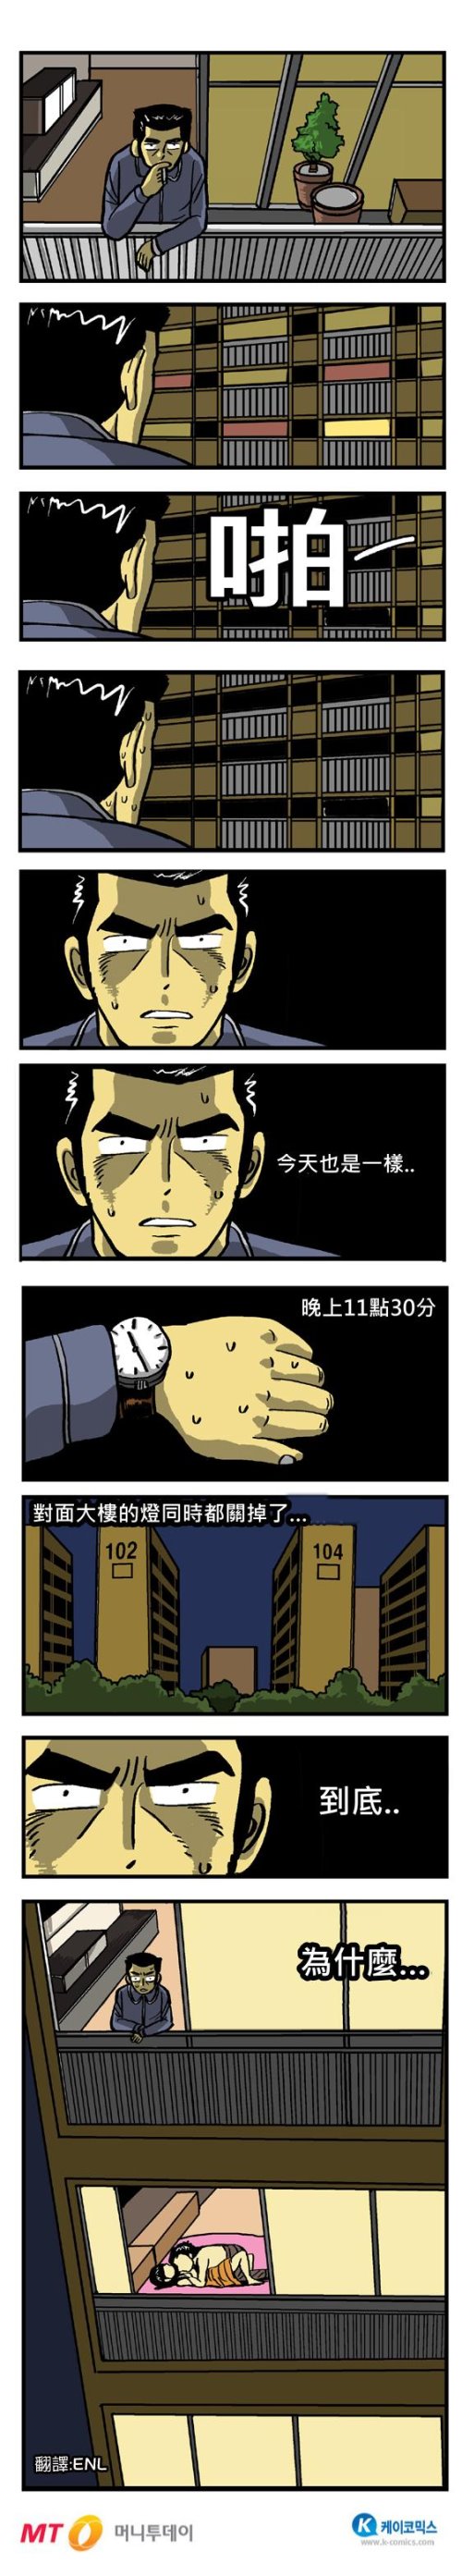 啪
今天也是一樣..
晚上11點30分
對面大樓的燈同時都關掉了...
102
104
到底..
為什麼...
翻譯:ENL
MT 머니투데이
K 케이코믹스
www.k-comics.com